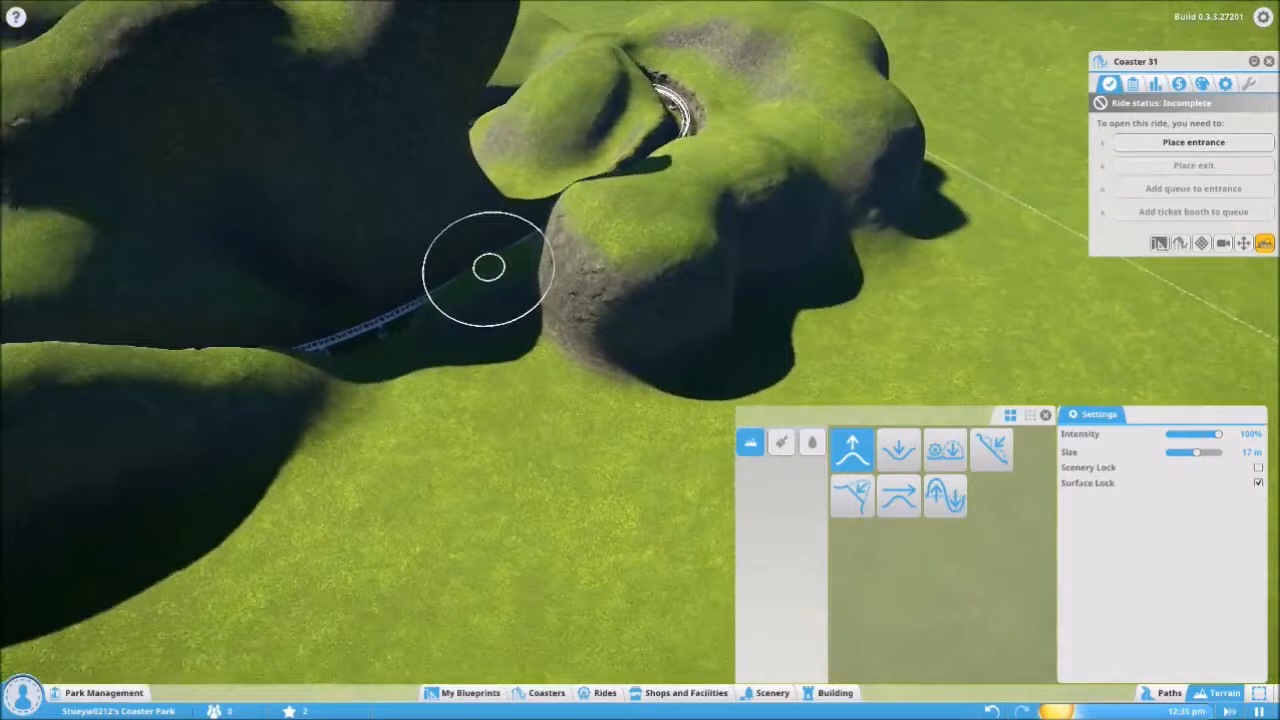 ?
Build 0.3.3.27201
Coaster 31
Ride status: Incomplete
To open this ride, you need to:
Place entrance
Place exit
Add queue to entrance
Add ticket booth to queue
Settings
Intensity 100%
Size 17 m
Scenery Lock
Surface Lock
Park Management My Blueprints Coasters Rides Shops and Facilities Scenery Building Paths Terrain
Stueyw0212's Coaster Park 0 2 12:35 pm